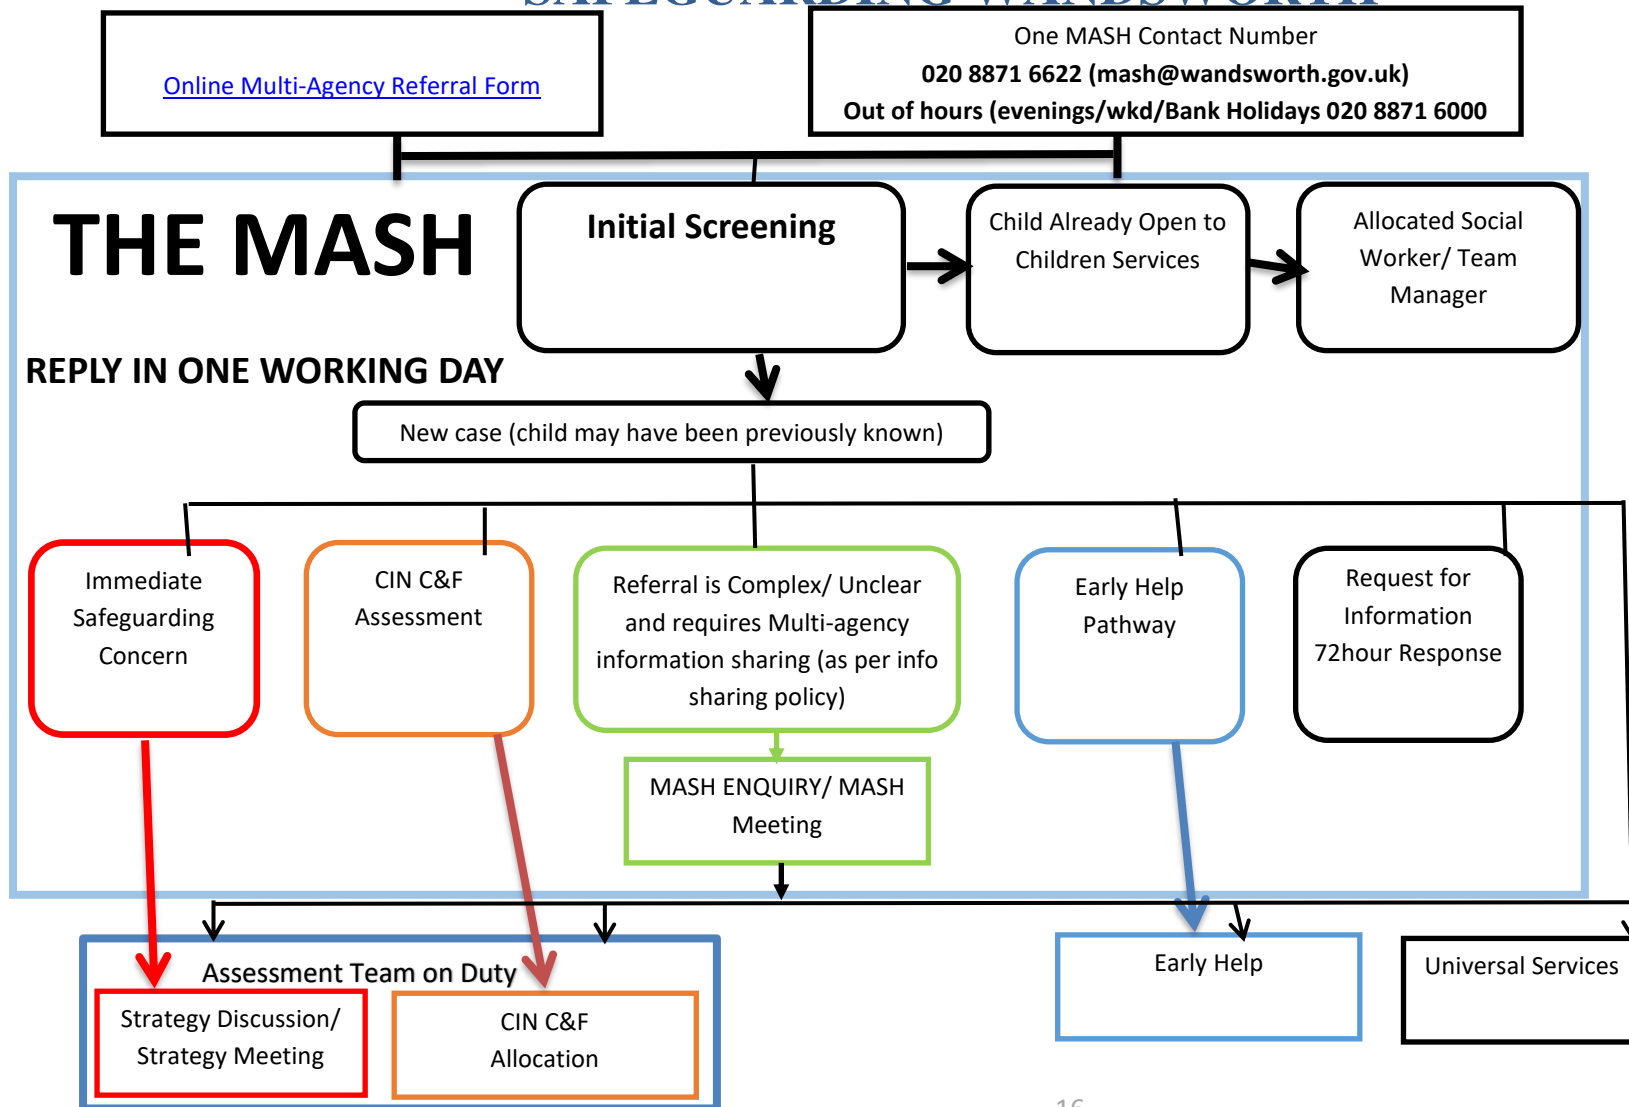 SAFEGUARDING WANDSWORTH
Online Multi-Agency Referral Form
One MASH Contact Number
020 8871 6622 (mash@wandsworth.gov.uk)
Out of hours (evenings/wkd/Bank Holidays 020 8871 6000
THE MASH
Initial Screening
Child Already Open to
Children Services
Allocated Social
Worker/ Team
Manager
REPLY IN ONE WORKING DAY
New case (child may have been previously known)
Immediate
Safeguarding
Concern
CIN C&F
Assessment
Referral is Complex/ Unclear
and requires Multi-agency
information sharing (as per info
sharing policy)
Early Help
Pathway
Request for
Information
72hour Response
MASH ENQUIRY/ MASH
Meeting
Assessment Team on Duty
Strategy Discussion/
Strategy Meeting
CIN C&F
Allocation
Early Help
Universal Services
16